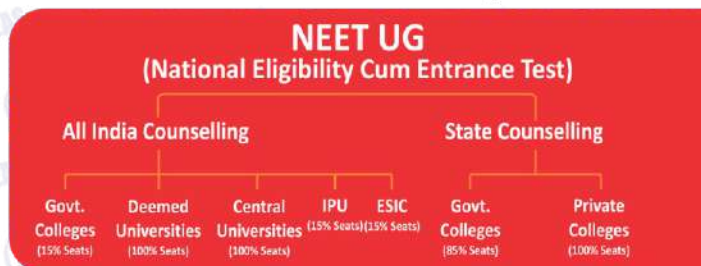 NEET UG
(National Eligibility Cum Entrance Test)
All India Counselling
State Counselling
Govt.
Colleges
(15% Seats)
Deemed
Universities
(100% Seats)
Central
Universities
(100% Seats)
IPU
(15% Seats)
ESIC
(15% Seats)
Govt.
Colleges
(85% Seats)
Private
Colleges
(100% Seats)